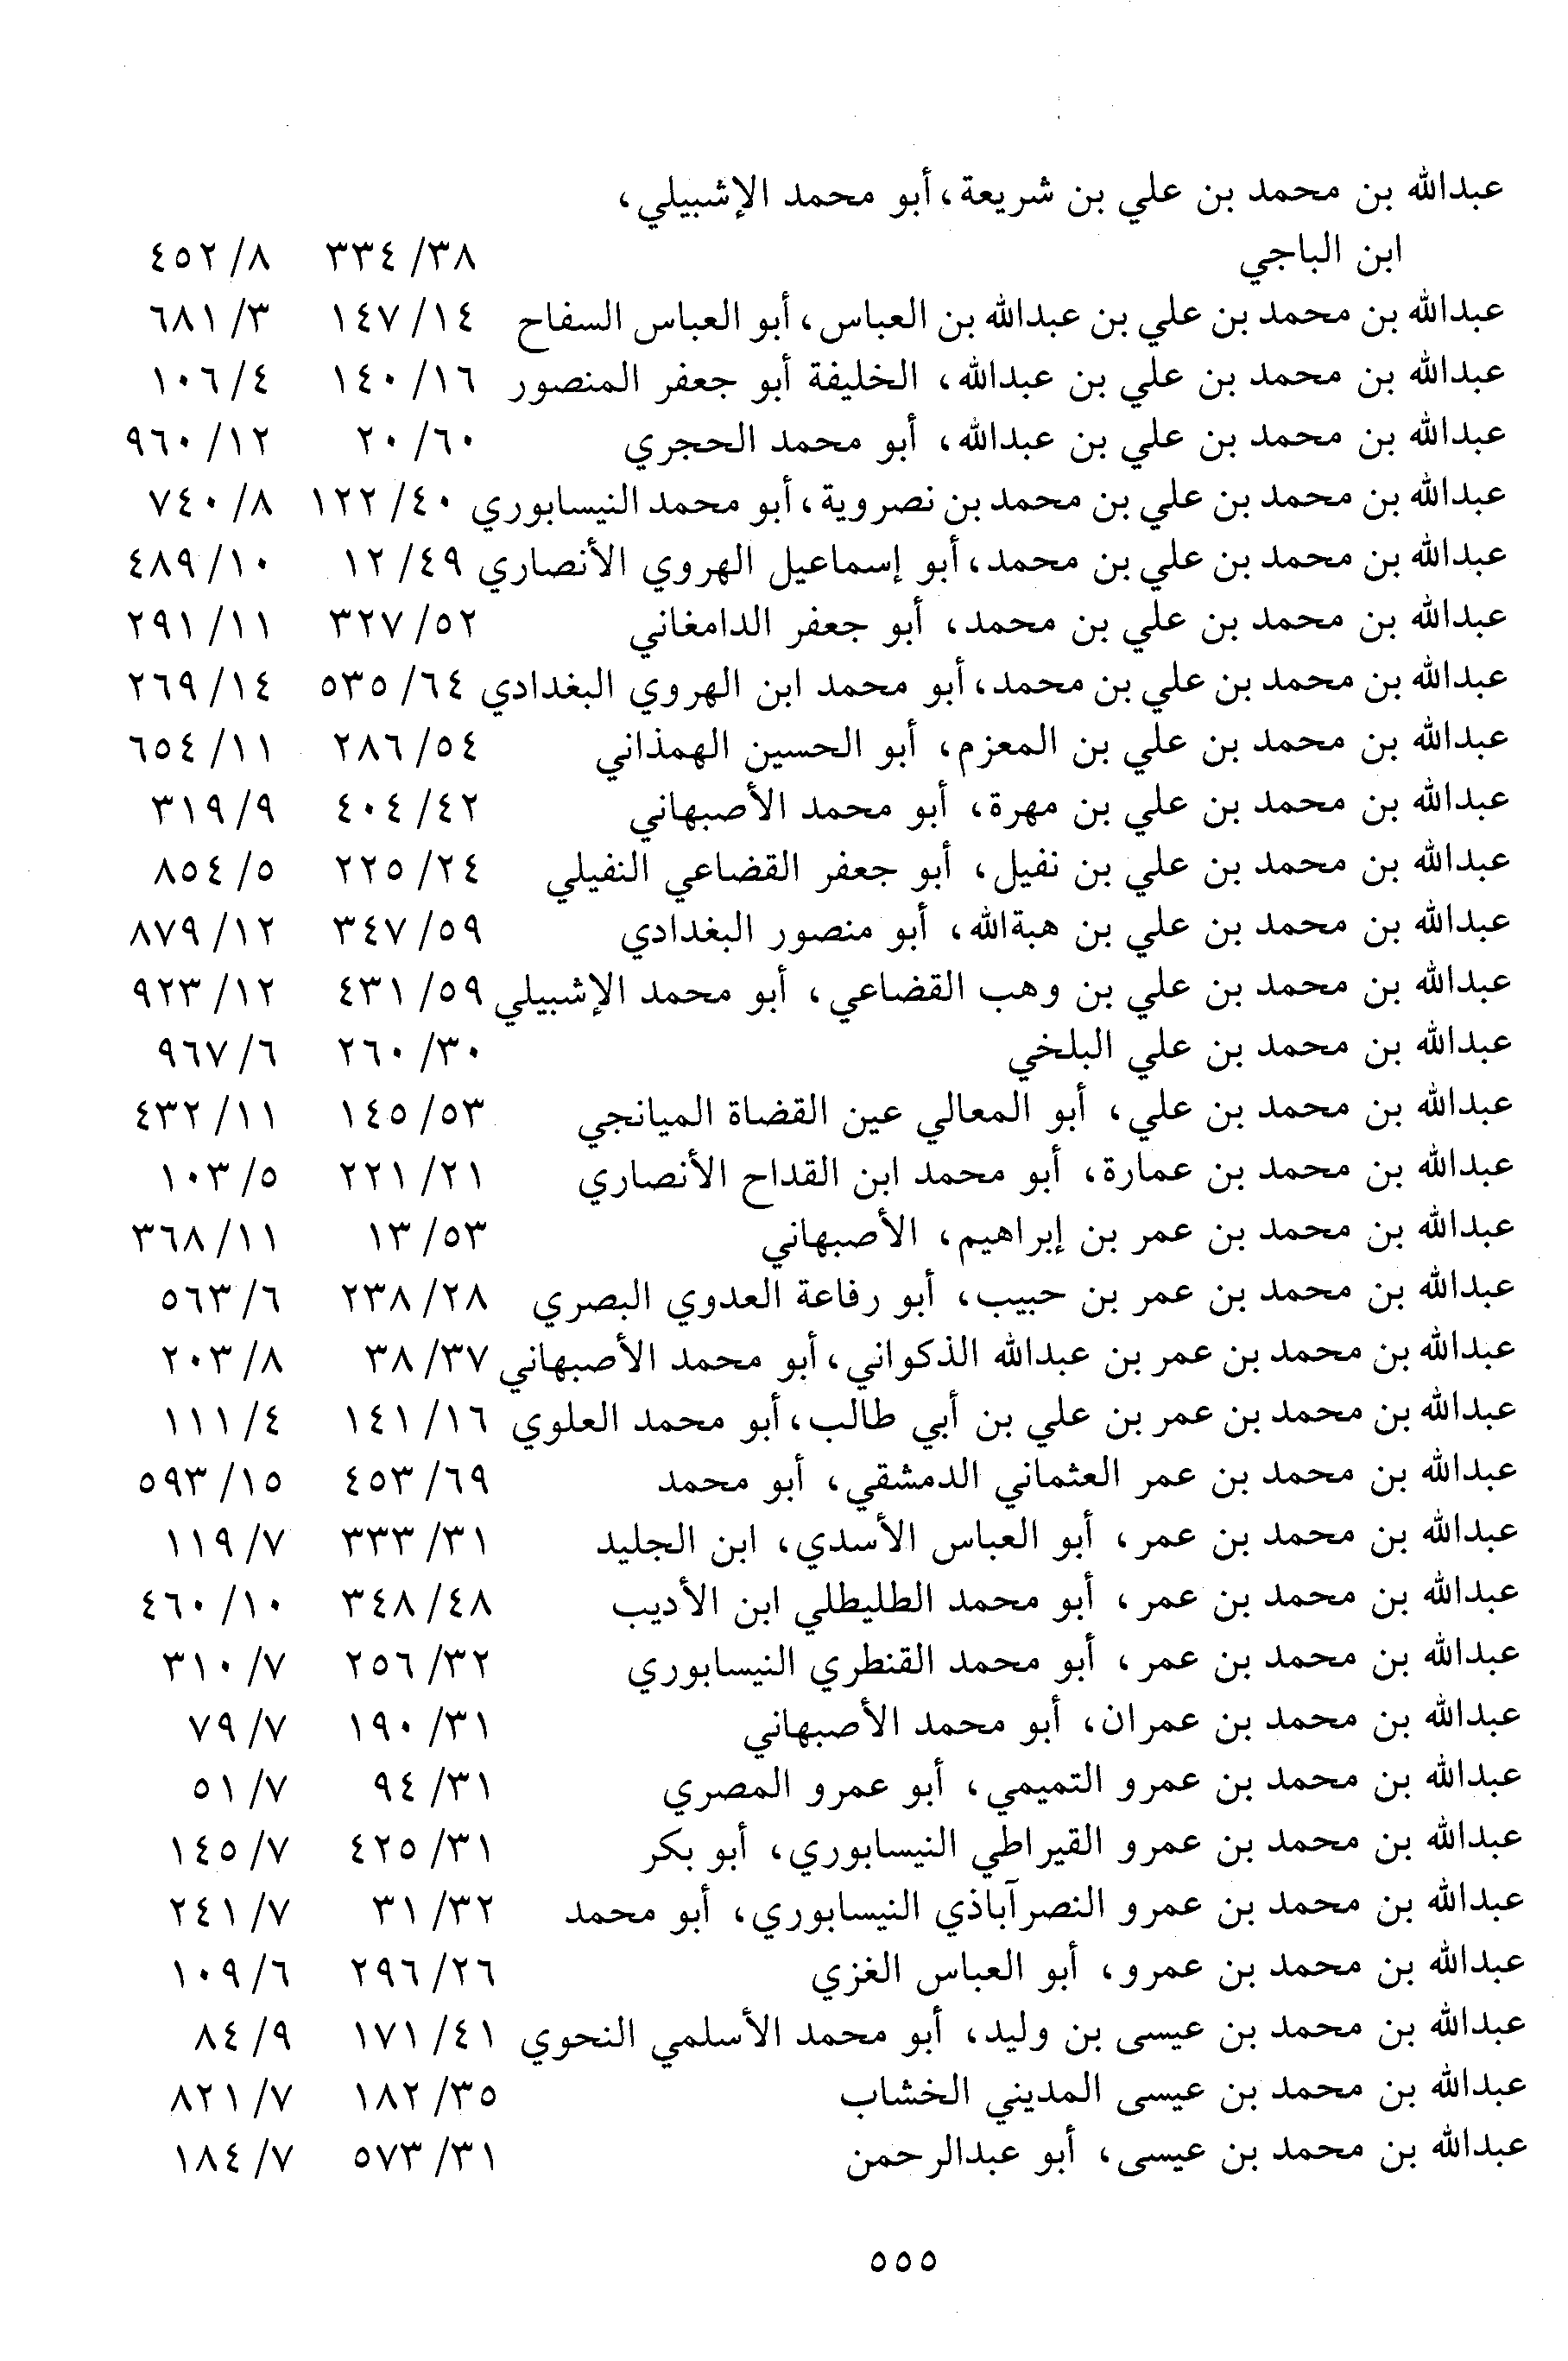 عبدالله بن محمد بن علي بن شريعة، أبو محمد الإشبيلي،
ابن الباجي ٣٨/ ٣٣٤ ٨/ ٤٥٢
عبدالله بن محمد بن علي بن عبدالله بن العباس، أبو العباس السفاح ١٤/ ١٤٧ ٣/ ٦٨١
عبدالله بن محمد بن علي بن عبدالله، الخليفة أبو جعفر المنصور ١٦/ ١٤٠ ٤/ ١٠٦
عبدالله بن محمد بن علي بن عبدالله، أبو محمد الحجري ٦٠/ ٢٠ ١٢/ ٩٦٠
عبدالله بن محمد بن علي بن محمد بن نصروية، أبو محمد النيسابوري ٤٠/ ١٢٢ ٨/ ٧٤٠
عبدالله بن محمد بن علي بن محمد، أبو إسماعيل الهروي الأنصاري ٤٩/ ١٢ ١٠/ ٤٨٩
عبدالله بن محمد بن علي بن محمد، أبو جعفر الدامغاني ٥٢/ ٣٢٧ ١١/ ٢٩١
عبدالله بن محمد بن علي بن محمد، أبو محمد ابن الهروي البغدادي ٦٤/ ٥٣٥ ١٤/ ٢٦٩
عبدالله بن محمد بن علي بن المعزم، أبو الحسين الهمذاني ٥٤/ ٢٨٦ ١١/ ٦٥٤
عبدالله بن محمد بن علي بن مهرة، أبو محمد الأصبهاني ٤٢/ ٤٠٤ ٩/ ٣١٩
عبدالله بن محمد بن علي بن نفيل، أبو جعفر القضاعي النفيلي ٢٤/ ٢٢٥ ٥/ ٨٥٤
عبدالله بن محمد بن علي بن هبةالله، أبو منصور البغدادي ٥٩/ ٣٤٧ ١٢/ ٨٧٩
عبدالله بن محمد بن علي بن وهب القضاعي، أبو محمد الإشبيلي ٥٩/ ٤٣١ ١٢/ ٩٢٣
عبدالله بن محمد بن علي البلخي ٣٠/ ٢٦٠ ٦/ ٩٦٧
عبدالله بن محمد بن علي، أبو المعالي عين القضاة الميانجي ٥٣/ ١٤٥ ١١/ ٤٣٢
عبدالله بن محمد بن عمارة، أبو محمد ابن القداح الأنصاري ٢١/ ٢٢١ ٥/ ١٠٣
عبدالله بن محمد بن عمر بن إبراهيم، الأصبهاني ٥٣/ ١٣ ١١/ ٣٦٨
عبدالله بن محمد بن عمر بن حبيب، أبو رفاعة العدوي البصري ٢٨/ ٢٣٨ ٦/ ٥٦٣
عبدالله بن محمد بن عمر بن عبدالله الذكواني، أبو محمد الأصبهاني ٣٧/ ٣٨ ٨/ ٢٠٣
عبدالله بن محمد بن عمر بن علي بن أبي طالب، أبو محمد العلوي ١٦/ ١٤١ ٤/ ١١١
عبدالله بن محمد بن عمر العثماني الدمشقي، أبو محمد ٦٩/ ٤٥٣ ١٥/ ٥٩٣
عبدالله بن محمد بن عمر، أبو العباس الأسدي، ابن الجليد ٣١/ ٣٣٣ ٧/ ١١٩
عبدالله بن محمد بن عمر، أبو محمد الطليطلي ابن الأديب ٤٨/ ٣٤٨ ١٠/ ٤٦٠
عبدالله بن محمد بن عمر، أبو محمد القنطري النيسابوري ٣٢/ ٢٥٦ ٧/ ٣١٠
عبدالله بن محمد بن عمران، أبو محمد الأصبهاني ٣١/ ١٩٠ ٧/ ٧٩
عبدالله بن محمد بن عمرو التميمي، أبو عمرو المصري ٣١/ ٩٤ ٧/ ٥١
عبدالله بن محمد بن عمرو القيراطي النيسابوري، أبو بكر ٣١/ ٤٢٥ ٧/ ١٤٥
عبدالله بن محمد بن عمرو النصرآباذي النيسابوري، أبو محمد ٣٢/ ٣١ ٧/ ٢٤١
عبدالله بن محمد بن عمرو، أبو العباس الغزي ٢٦/ ٢٩٦ ٦/ ١٠٩
عبدالله بن محمد بن عيسى بن وليد، أبو محمد الأسلمي النحوي ٤١/ ١٧١ ٩/ ٨٤
عبدالله بن محمد بن عيسى المديني الخشاب ٣٥/ ١٨٢ ٧/ ٨٢١
عبدالله بن محمد بن عيسى، أبو عبدالرحمن ٣١/ ٥٧٣ ٧/ ١٨٤
٥٥٥